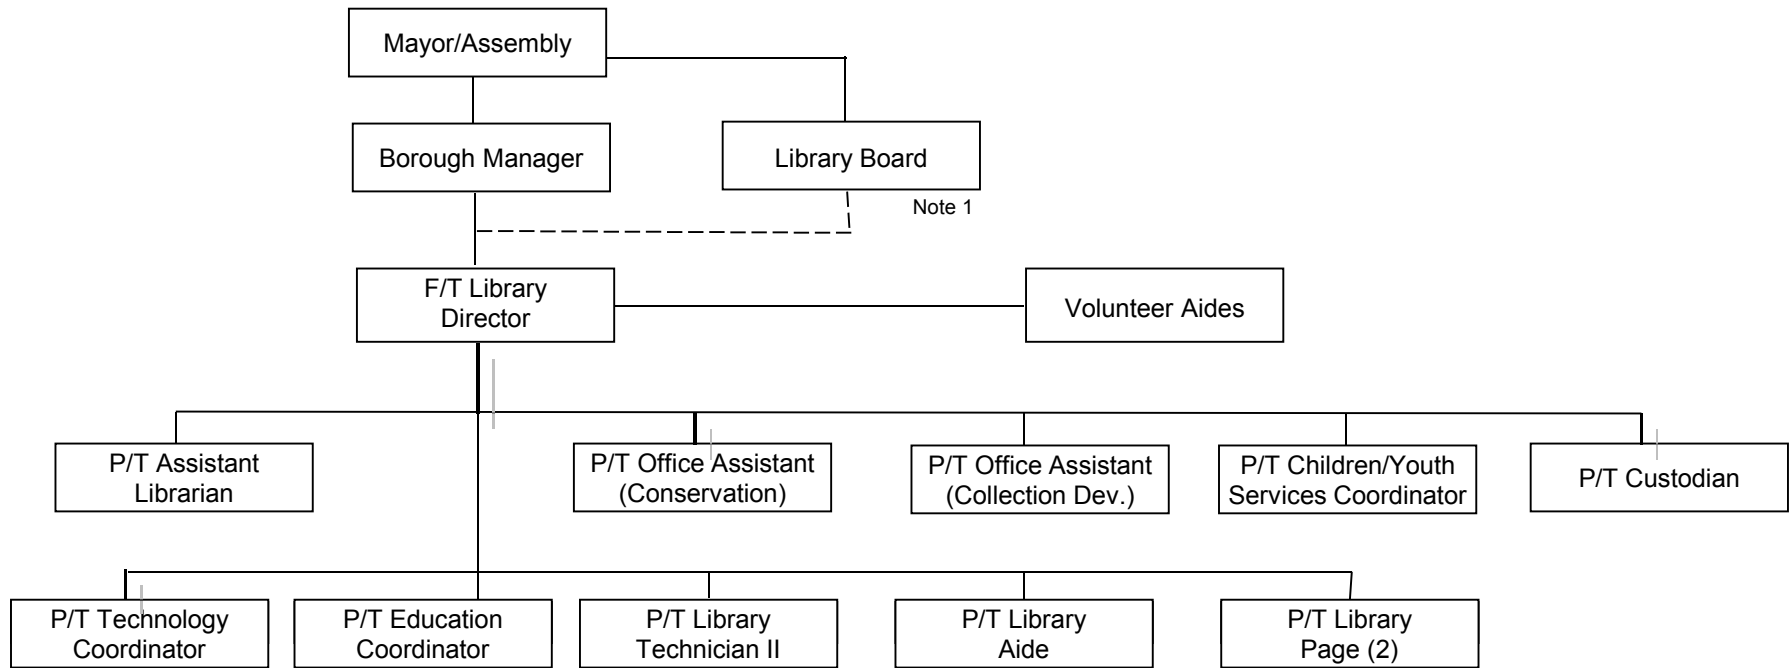 Mayor/Assembly
Borough Manager
Library Board
Note 1
F/T Library
Director
Volunteer Aides
P/T Assistant
Librarian
P/T Office Assistant
(Conservation)
P/T Office Assistant
(Collection Dev.)
P/T Children/Youth
Services Coordinator
P/T Custodian
P/T Technology
Coordinator
P/T Education
Coordinator
P/T Library
Technician II
P/T Library
Aide
P/T Library
Page (2)